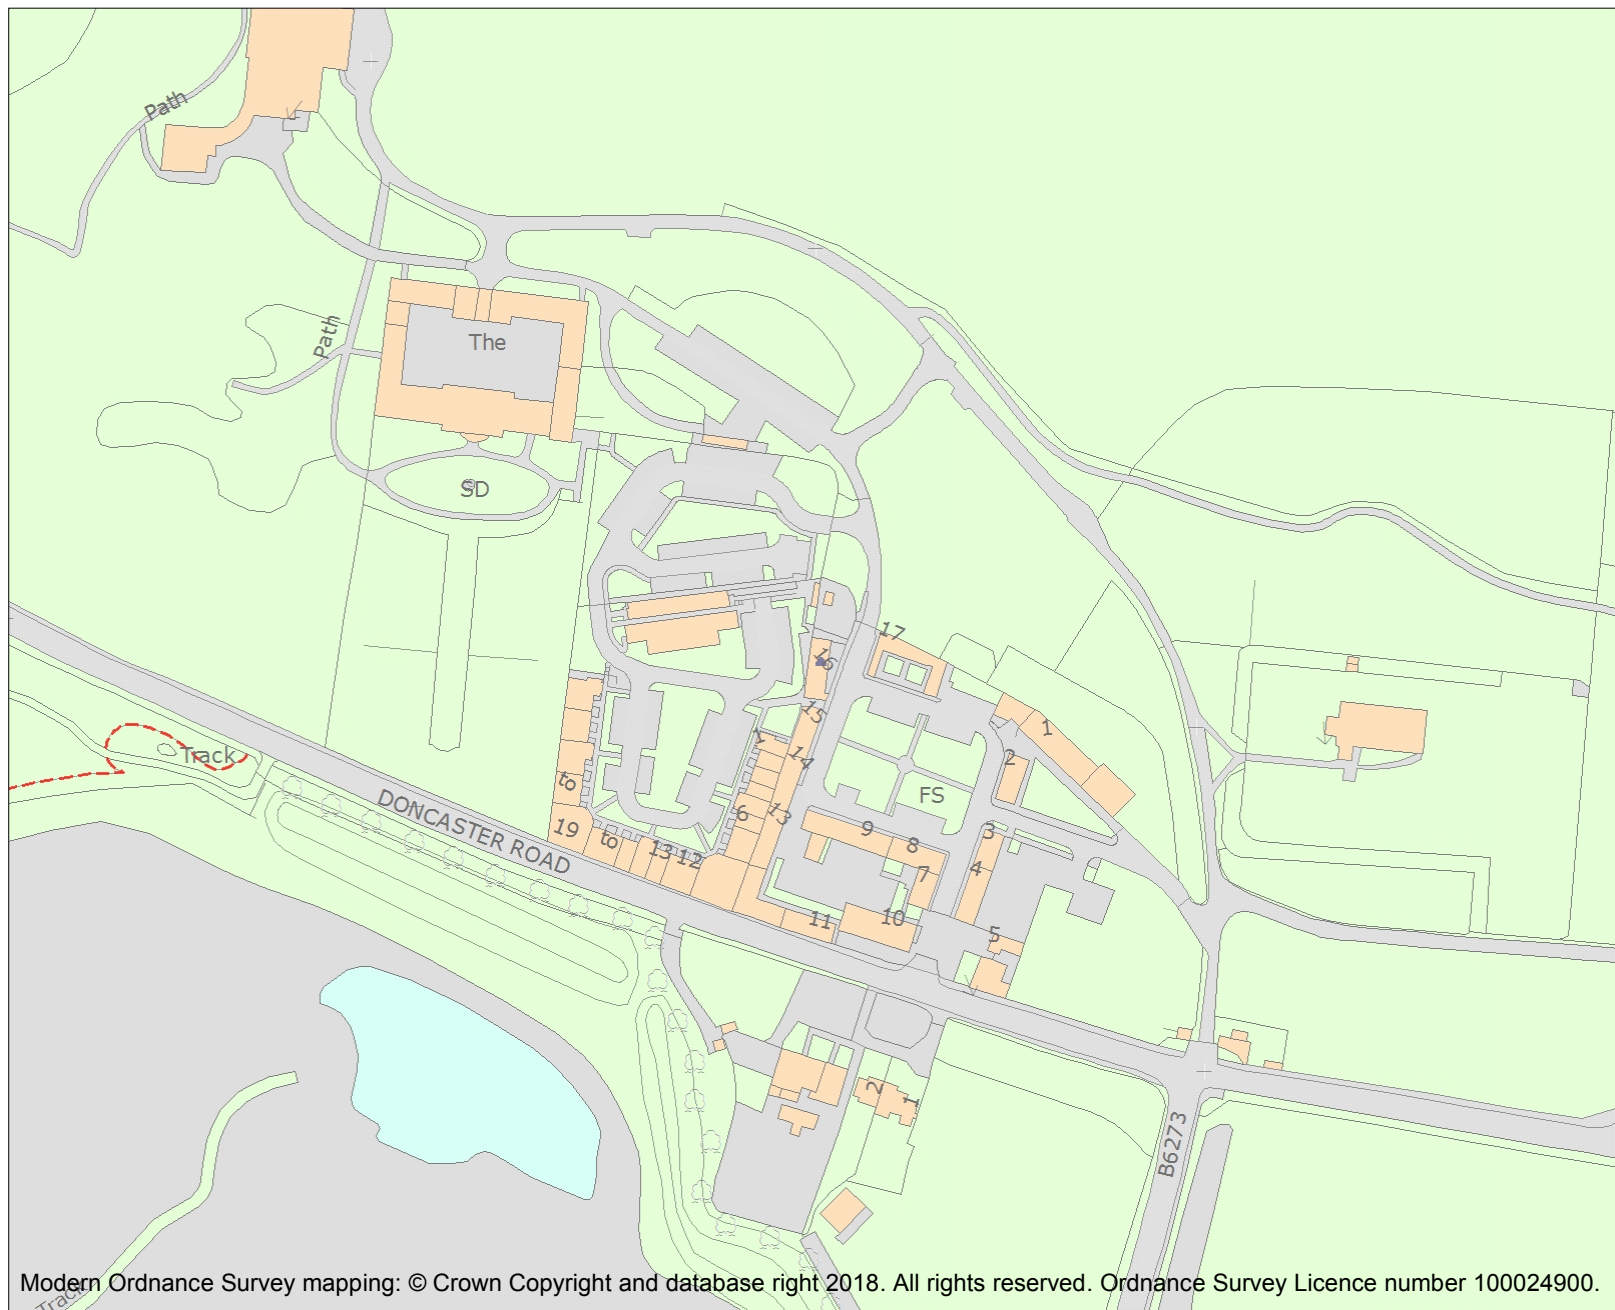 Path
The
Path
SD
17
16
15
1
2
14
Track
to
FS
DONCASTER ROAD
6
13
19
to
13
12
9
8
3
7
4
11
10
5
2
1
B6273
Track
Modern Ordnance Survey mapping: © Crown Copyright and database right 2018. All rights reserved. Ordnance Survey Licence number 100024900.